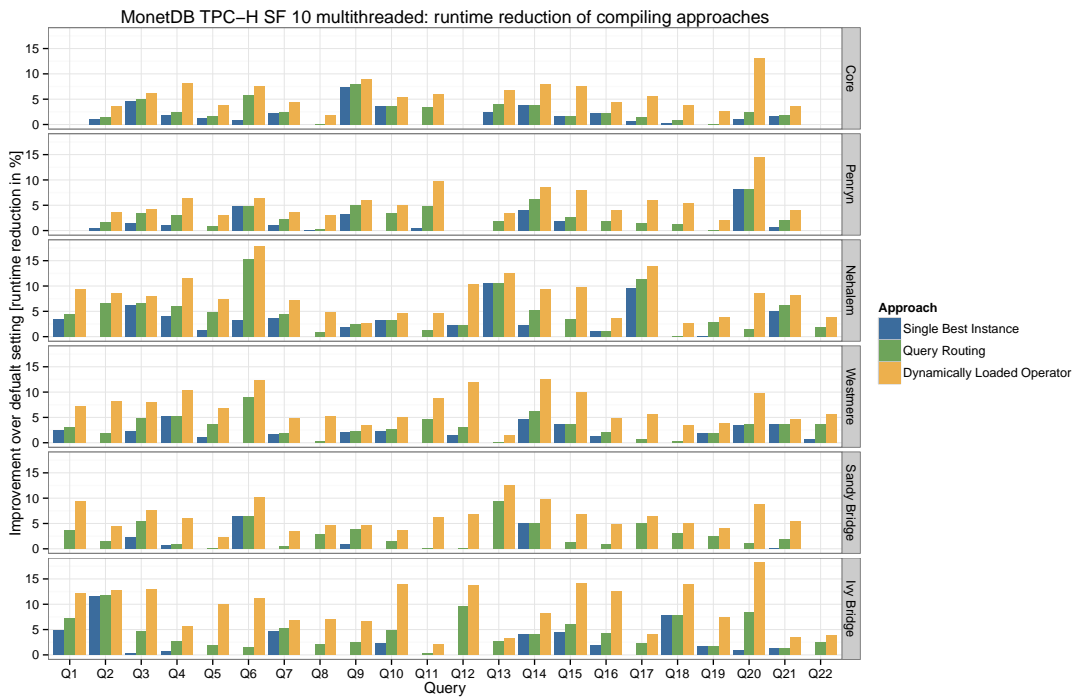 MonetDB TPC−H SF 10 multithreaded: runtime reduction of compiling approaches
Improvement over defualt setting [runtime reduction in %]
15
10
5
0
Core
15
10
5
0
Penryn
15
10
5
0
Nehalem
15
10
5
0
Westmere
15
10
5
0
Sandy Bridge
15
10
5
0
Ivy Bridge
Q1 Q2 Q3 Q4 Q5 Q6 Q7 Q8 Q9 Q10 Q11 Q12 Q13 Q14 Q15 Q16 Q17 Q18 Q19 Q20 Q21 Q22
Query
Approach
Single Best Instance
Query Routing
Dynamically Loaded Operator